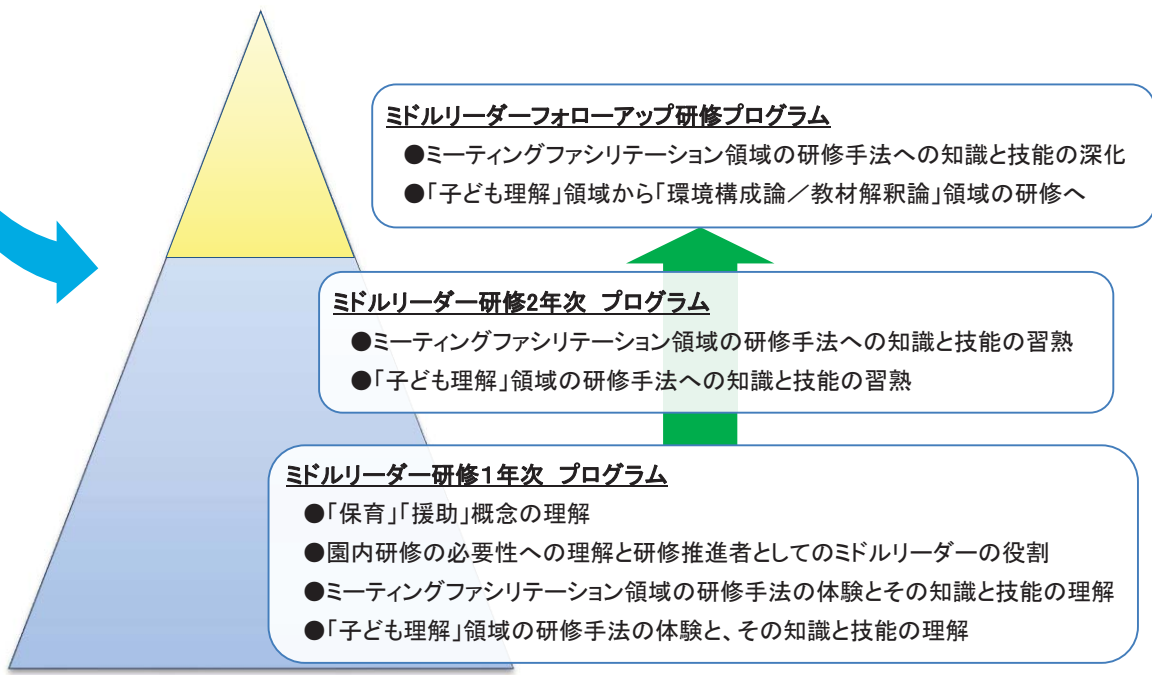 ミドルリーダーフォローアップ研修プログラム
●ミーティングファシリテーション領域の研修手法への知識と技能の深化
●「子ども理解」領域から「環境構成論／教材解釈論」領域の研修へ
ミドルリーダー研修2年次 プログラム
●ミーティングファシリテーション領域の研修手法への知識と技能の習熟
●「子ども理解」領域の研修手法への知識と技能の習熟
ミドルリーダー研修1年次 プログラム
●「保育」「援助」概念の理解
●園内研修の必要性への理解と研修推進者としてのミドルリーダーの役割
●ミーティングファシリテーション領域の研修手法の体験とその知識と技能の理解
●「子ども理解」領域の研修手法の体験と、その知識と技能の理解